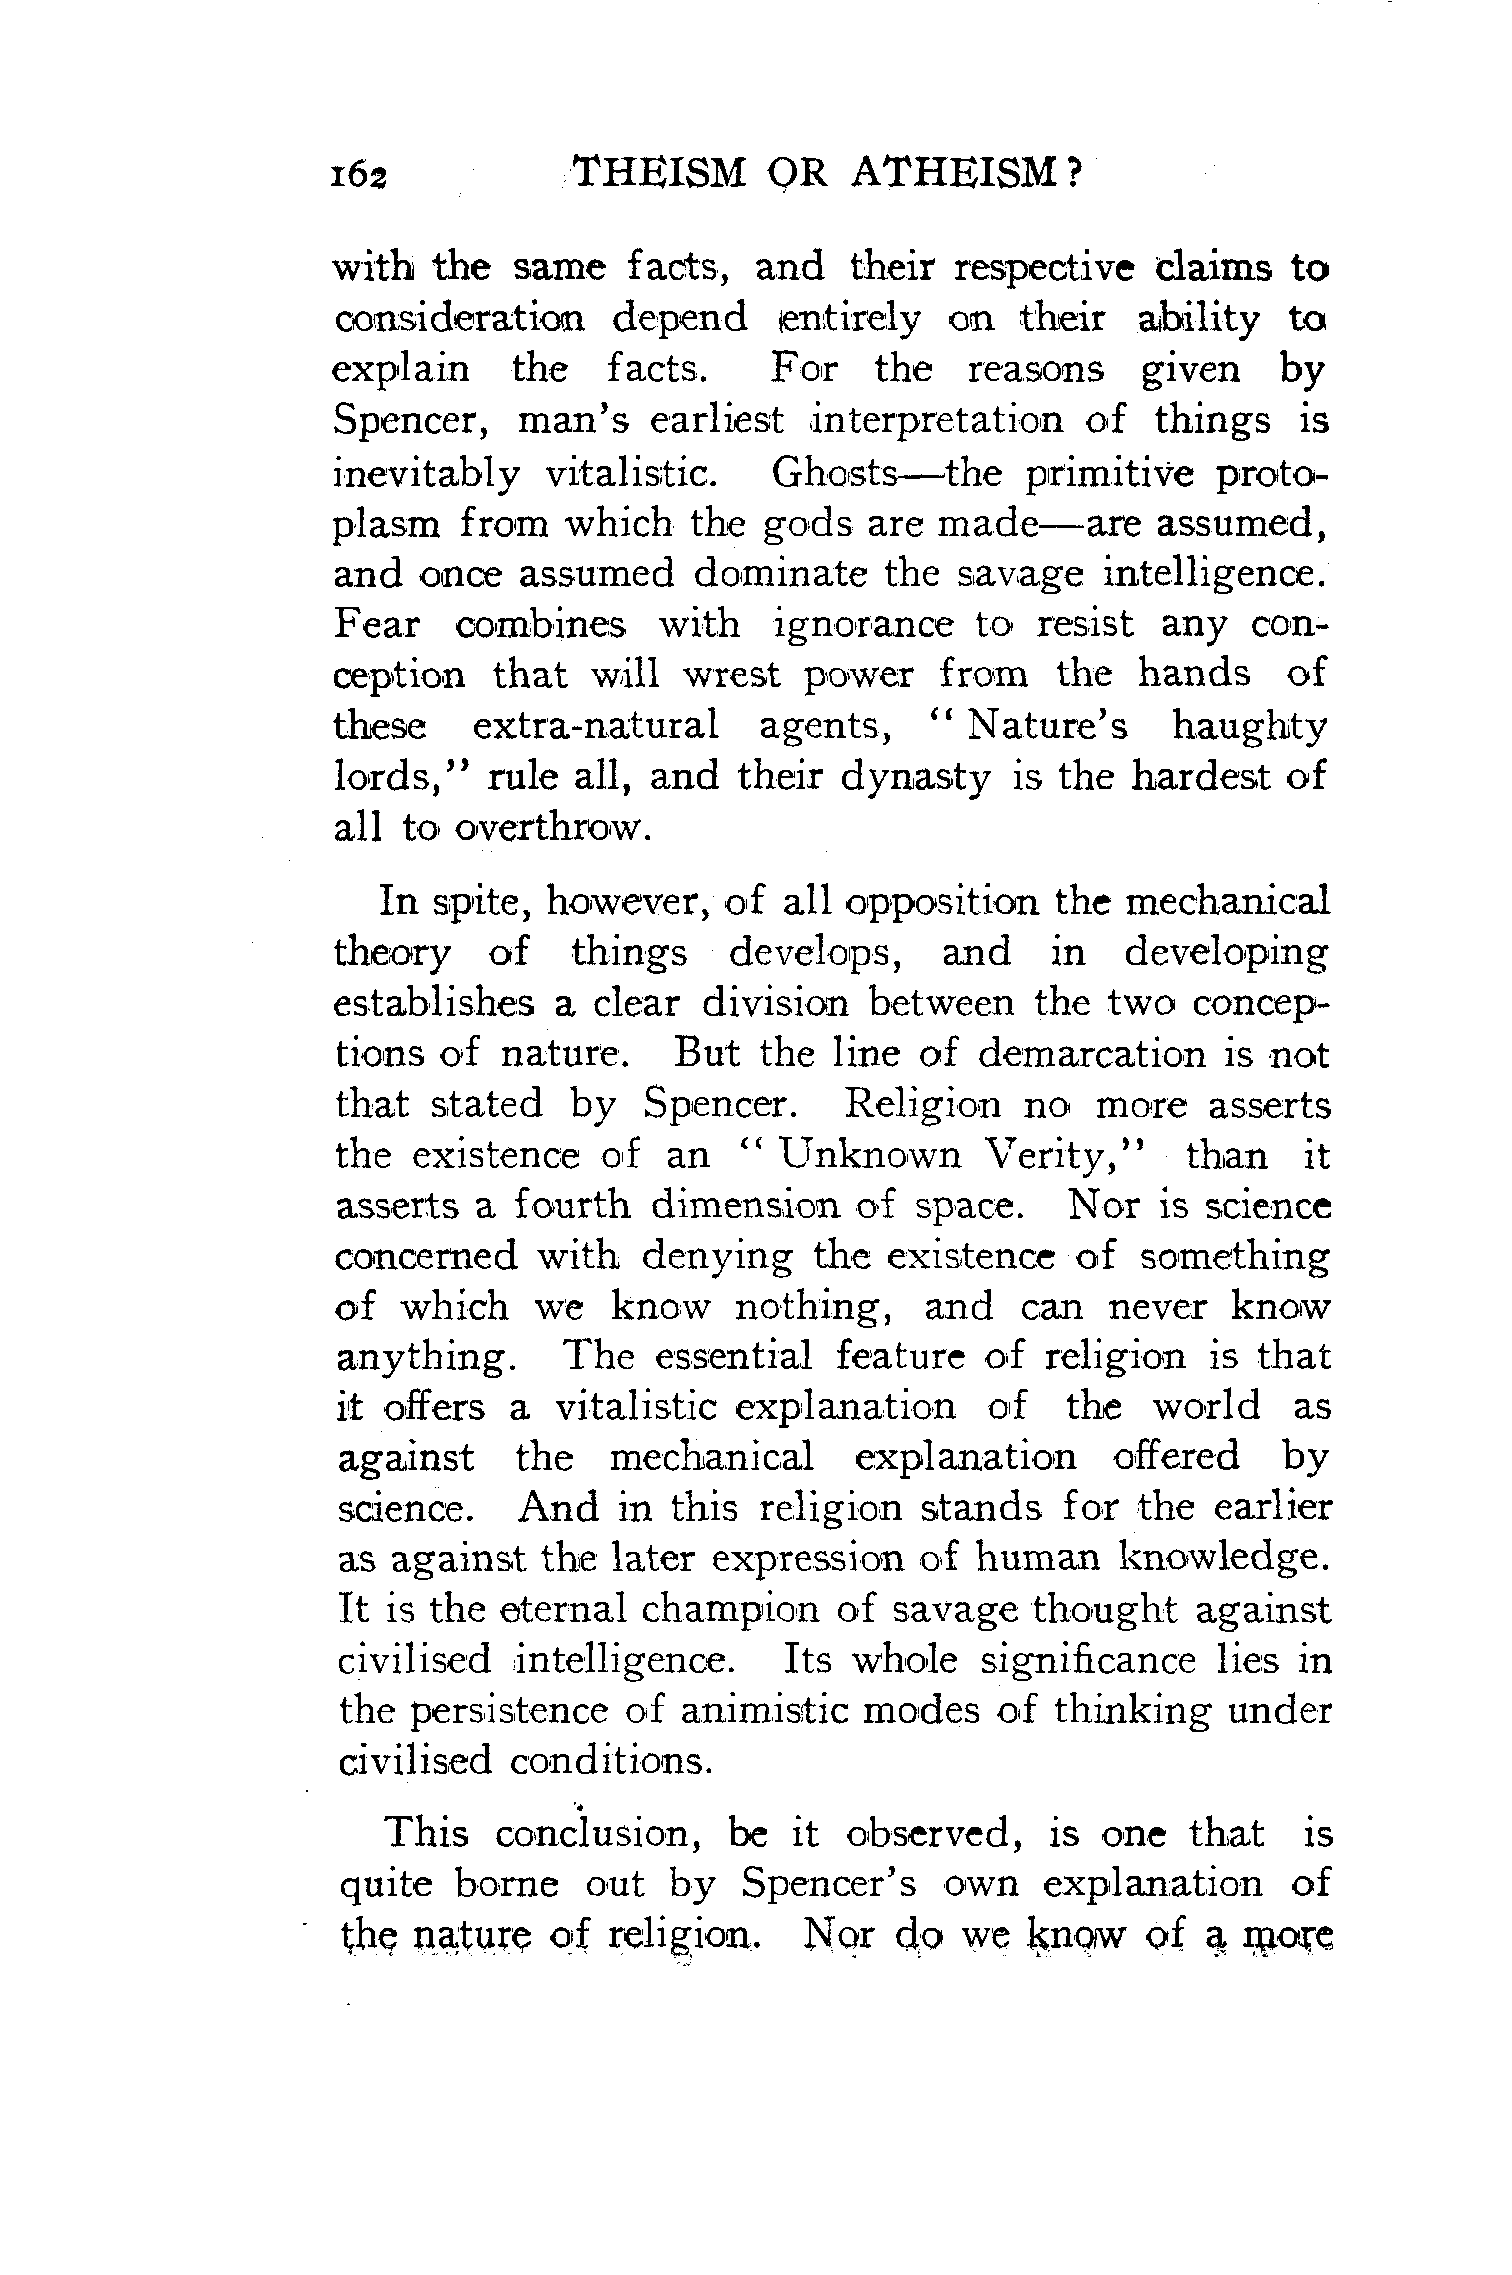 162 THEISM OR ATHEISM?
with the same facts, and their respective claims to
consideration depend entirely on their ability to
explain the facts. For the reasons given by
Spencer, man's earliest interpretation of things is
inevitably vitalistic. Ghosts—the primitive proto-
plasm from which the gods are made—are assumed,
and once assumed dominate the savage intelligence.
Fear combines with ignorance to resist any con-
ception that will wrest power from the hands of
these extra-natural agents, "Nature's haughty
lords," rule all, and their dynasty is the hardest of
all to overthrow.
In spite, however, of all opposition the mechanical
theory of things develops, and in developing
establishes a clear division between the two concep-
tions of nature. But the line of demarcation is not
that stated by Spencer. Religion no more asserts
the existence of an "Unknown Verity," than it
asserts a fourth dimension of space. Nor is science
concerned with denying the existence of something
of which we know nothing, and can never know
anything. The essential feature of religion is that
it offers a vitalistic explanation of the world as
against the mechanical explanation offered by
science. And in this religion stands for the earlier
as against the later expression of human knowledge.
It is the eternal champion of savage thought against
civilised intelligence. Its whole significance lies in
the persistence of animistic modes of thinking under
civilised conditions.
This conclusion, be it observed, is one that is
quite borne out by Spencer's own explanation of
the nature of religion. Nor do we know of a more